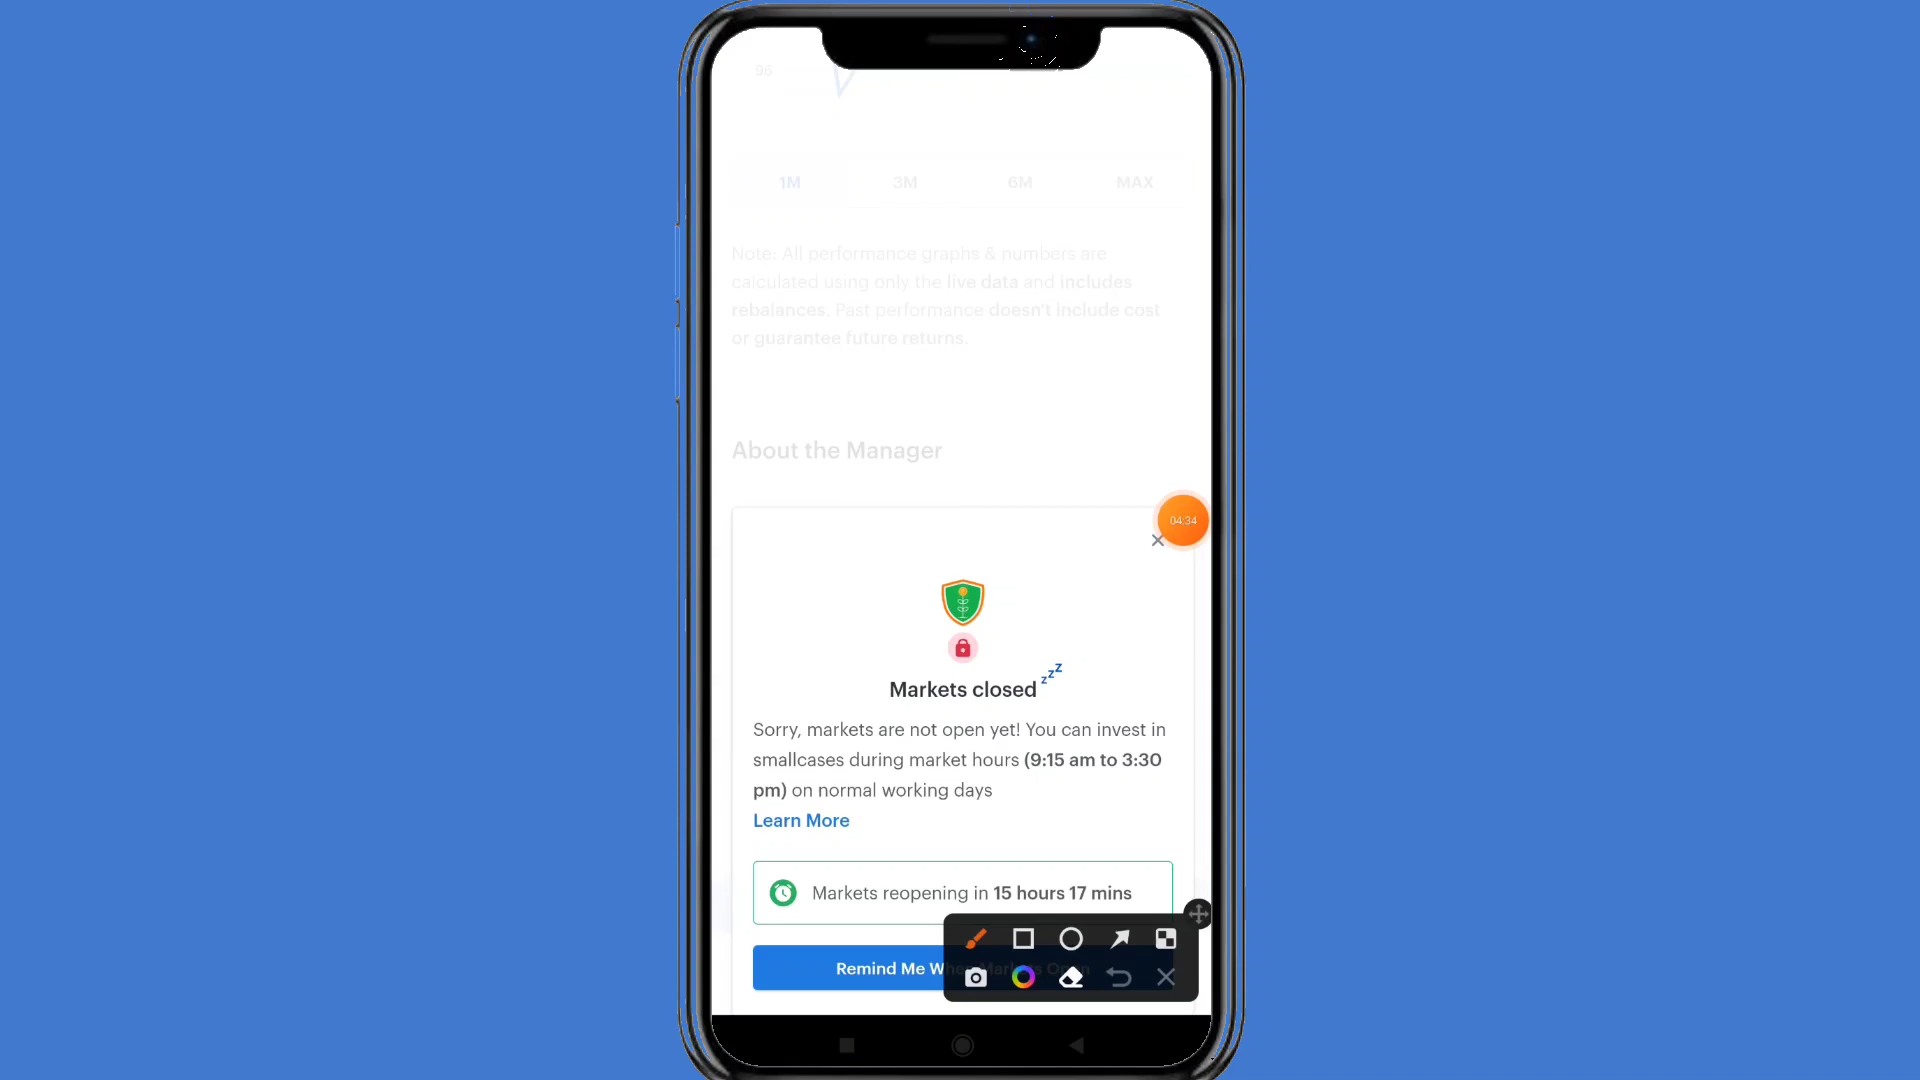 96
1M 3M 6M MAX
Note: All performance graphs & numbers are
calculated using only the live data and includes
rebalances. Past performance doesn't include cost
or guarantee future returns.
About the Manager
04:34
zzz
Markets closed
Sorry, markets are not open yet! You can invest in
smallcases during market hours (9:15 am to 3:30
pm) on normal working days
Learn More
Markets reopening in 15 hours 17 mins
Remind Me When Markets Open